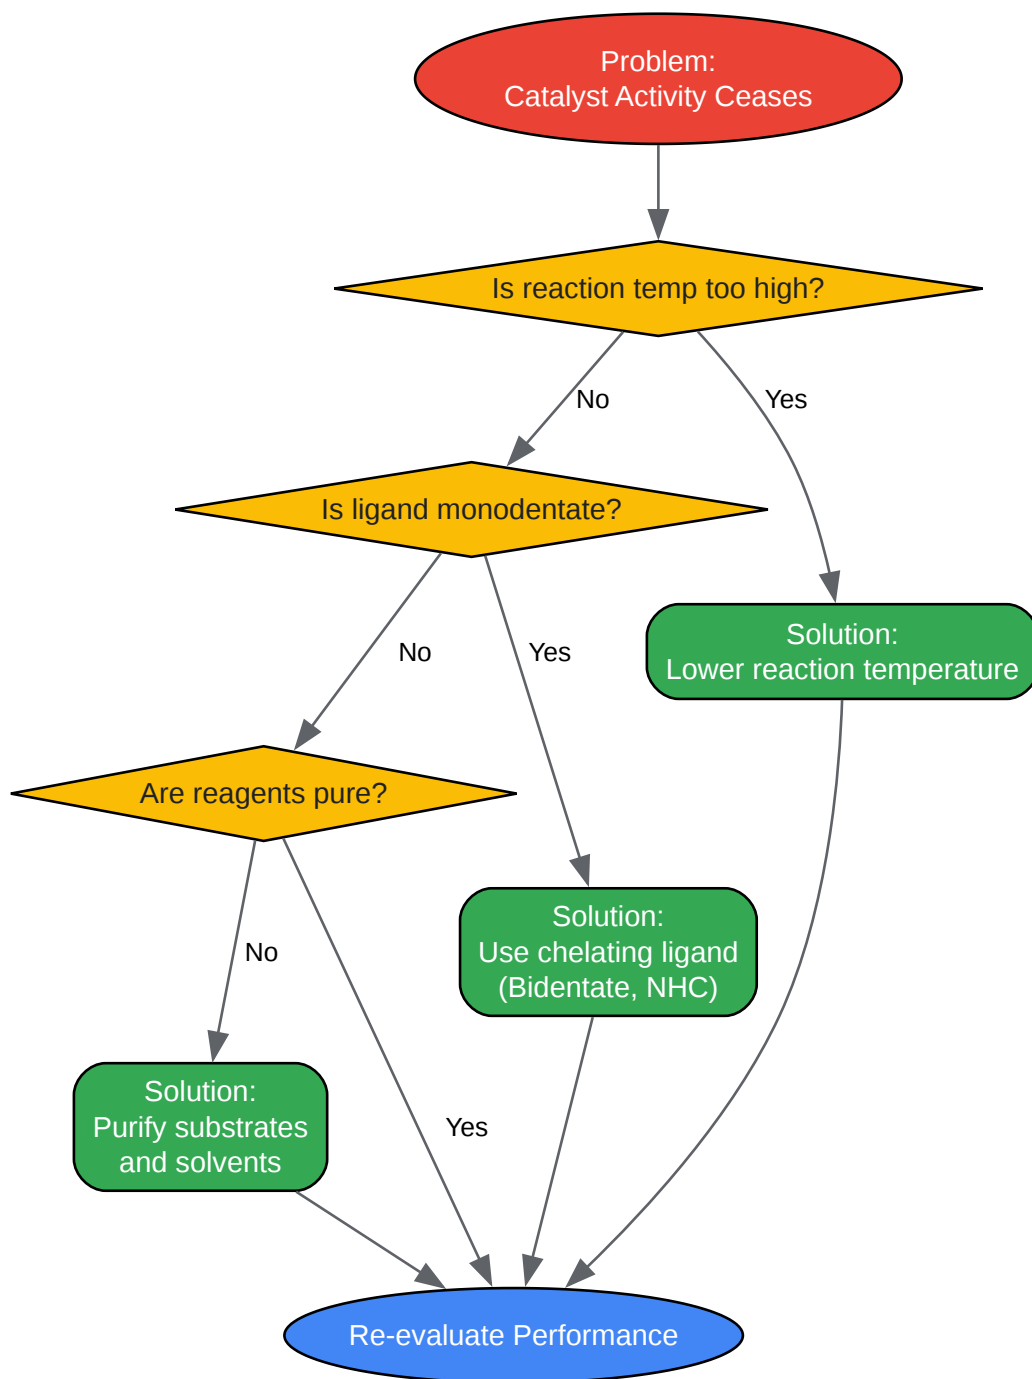 Problem:
Catalyst Activity Ceases
Is reaction temp too high?
No
Yes
Is ligand monodentate?
No
Yes
Solution:
Lower reaction temperature
Are reagents pure?
Solution:
Use chelating ligand
(Bidentate, NHC)
No
Yes
Solution:
Purify substrates
and solvents
Re-evaluate Performance